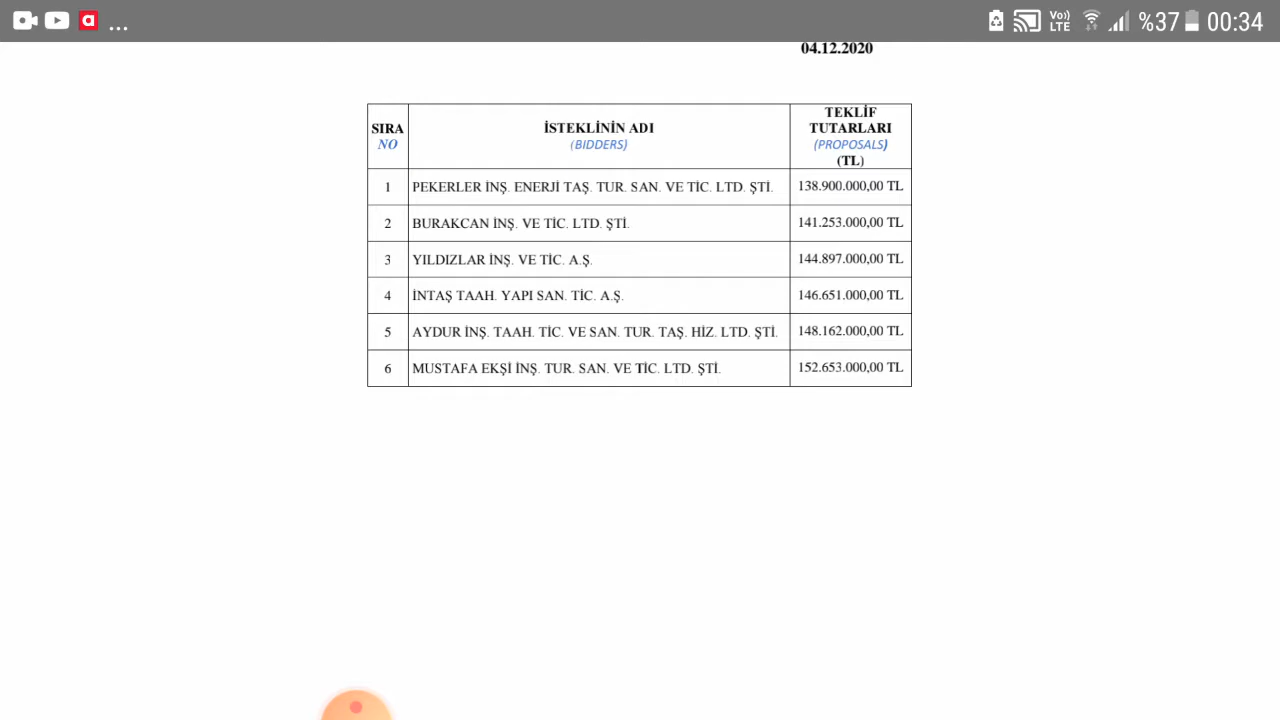 a ... Vo)) LTE %37 00:34
04.12.2020
SIRA NO
İSTEKLİNİN ADI
(BIDDERS)
TEKLİF TUTARLARI
(PROPOSALS)
(TL)
1 PEKERLER İNŞ. ENERJİ TAŞ. TUR. SAN. VE TİC. LTD. ŞTİ. 138.900.000,00 TL
2 BURAKCAN İNŞ. VE TİC. LTD. ŞTİ. 141.253.000,00 TL
3 YILDIZLAR İNŞ. VE TİC. A.Ş. 144.897.000,00 TL
4 İNTAŞ TAAH. YAPI SAN. TİC. A.Ş. 146.651.000,00 TL
5 AYDUR İNŞ. TAAH. TİC. VE SAN. TUR. TAŞ. HİZ. LTD. ŞTİ. 148.162.000,00 TL
6 MUSTAFA EKŞİ İNŞ. TUR. SAN. VE TİC. LTD. ŞTİ. 152.653.000,00 TL